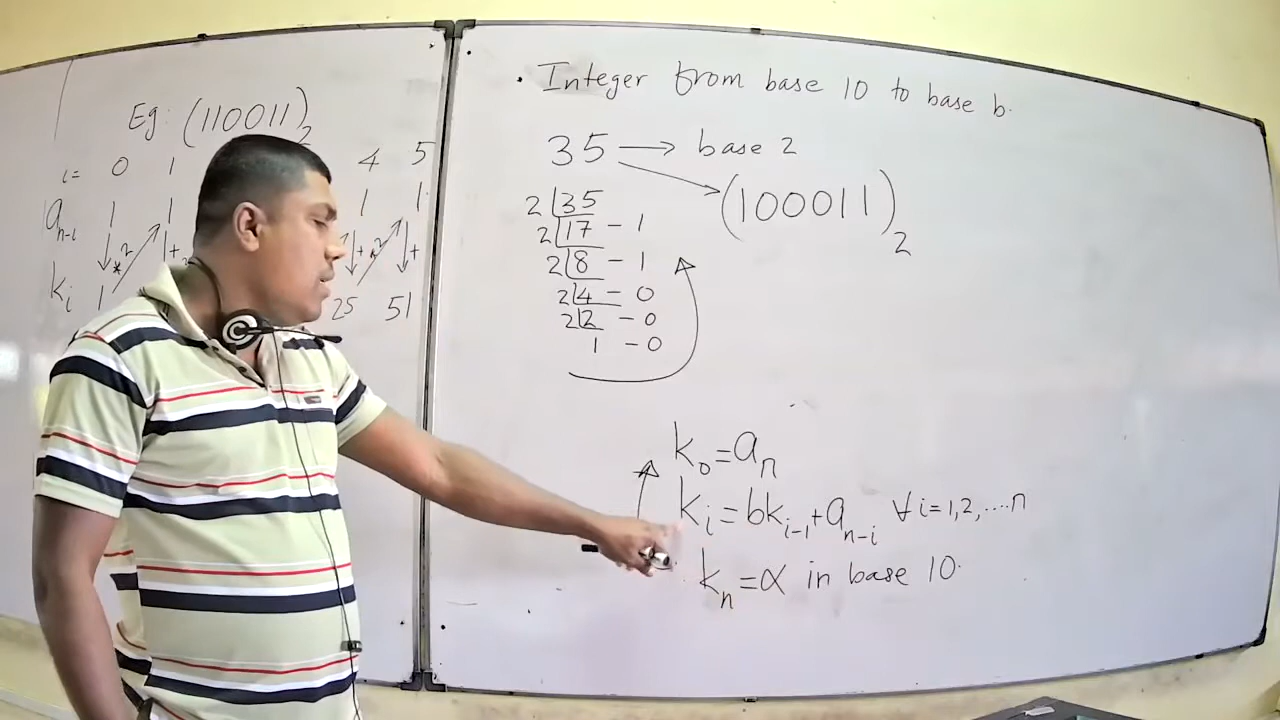 Eg: (110011)₂
i= 0 1 4 5
aₙ₋ᵢ 1 1 1 1
*2 + + *2 +
kᵢ 1 25 51
• Integer from base 10 to base b.
35 → base 2
(100011)₂
2 | 35
2 | 17 – 1
2 | 8 – 1
2 | 4 – 0
2 | 2 – 0
1 – 0
k₀ = aₙ
kᵢ = bkᵢ₋₁ + aₙ₋ᵢ ∀ i = 1, 2, .... n
kₙ = α in base 10.